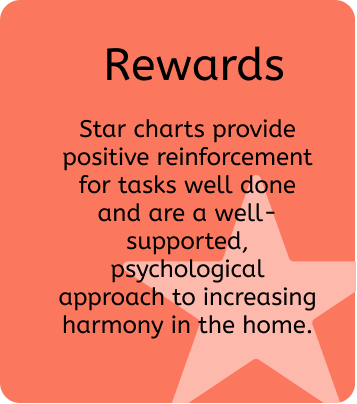 Rewards
Star charts provide
positive reinforcement
for tasks well done
and are a well-
supported,
psychological
approach to increasing
harmony in the home.